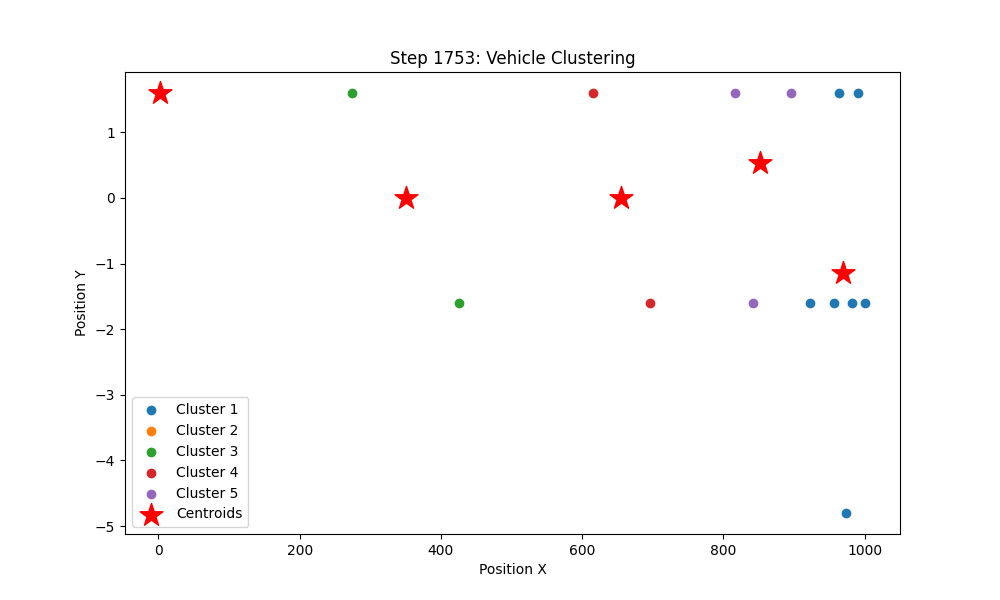 Step 1753: Vehicle Clustering
Position Y
1
0
−1
−2
−3
−4
−5
Cluster 1
Cluster 2
Cluster 3
Cluster 4
Cluster 5
Centroids
0 200 400 600 800 1000
Position X